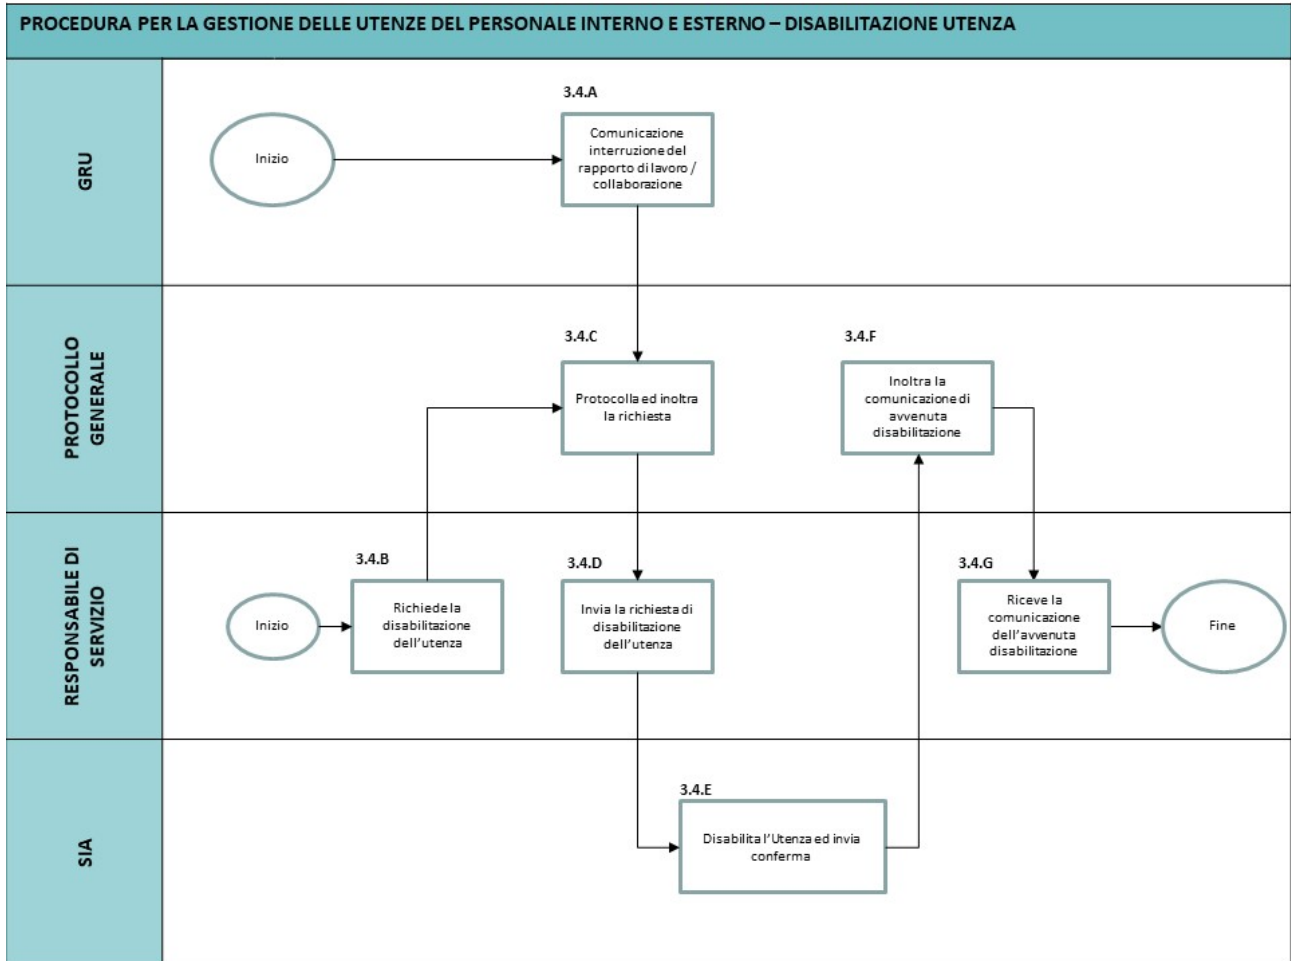 PROCEDURA PER LA GESTIONE DELLE UTENZE DEL PERSONALE INTERNO E ESTERNO – DISABILITAZIONE UTENZA
GRU
Inizio
3.4.A
Comunicazione
interruzione del
rapporto di lavoro /
collaborazione
PROTOCOLLO
GENERALE
3.4.C
Protocolla ed inoltra
la richiesta
3.4.F
Inoltra la
comunicazione di
avvenuta
disabilitazione
RESPONSABILE DI
SERVIZIO
Inizio
3.4.B
Richiede la
disabilitazione
dell’utenza
3.4.D
Invia la richiesta di
disabilitazione
dell’utenza
3.4.G
Riceve la
comunicazione
dell’avvenuta
disabilitazione
Fine
SIA
3.4.E
Disabilita l’Utenza ed invia
conferma